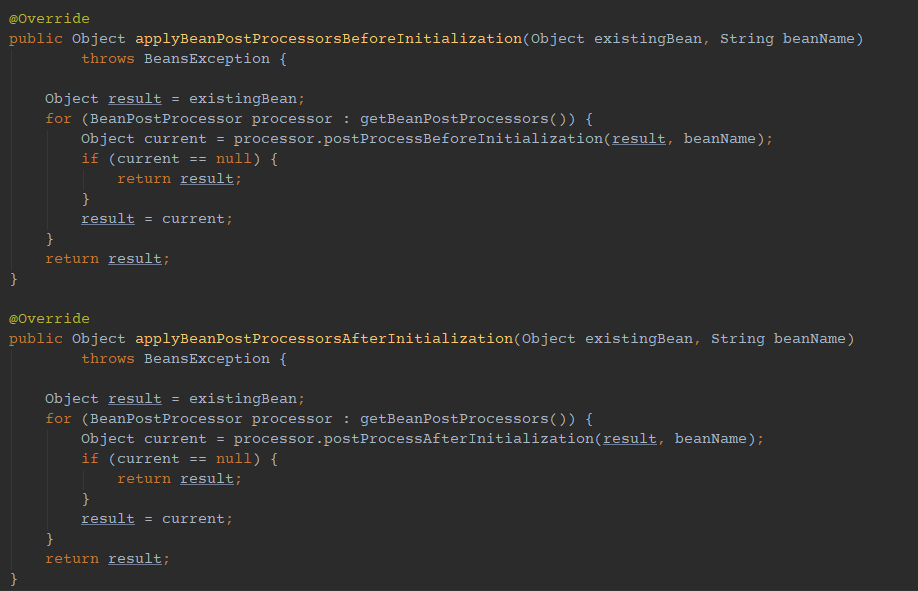 @Override
public Object applyBeanPostProcessorsBeforeInitialization(Object existingBean, String beanName)
        throws BeansException {

    Object result = existingBean;
    for (BeanPostProcessor processor : getBeanPostProcessors()) {
        Object current = processor.postProcessBeforeInitialization(result, beanName);
        if (current == null) {
            return result;
        }
        result = current;
    }
    return result;
}

@Override
public Object applyBeanPostProcessorsAfterInitialization(Object existingBean, String beanName)
        throws BeansException {

    Object result = existingBean;
    for (BeanPostProcessor processor : getBeanPostProcessors()) {
        Object current = processor.postProcessAfterInitialization(result, beanName);
        if (current == null) {
            return result;
        }
        result = current;
    }
    return result;
}